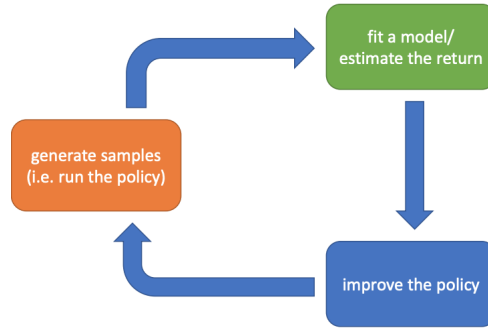 fit a model/
estimate the return
generate samples
(i.e. run the policy)
improve the policy